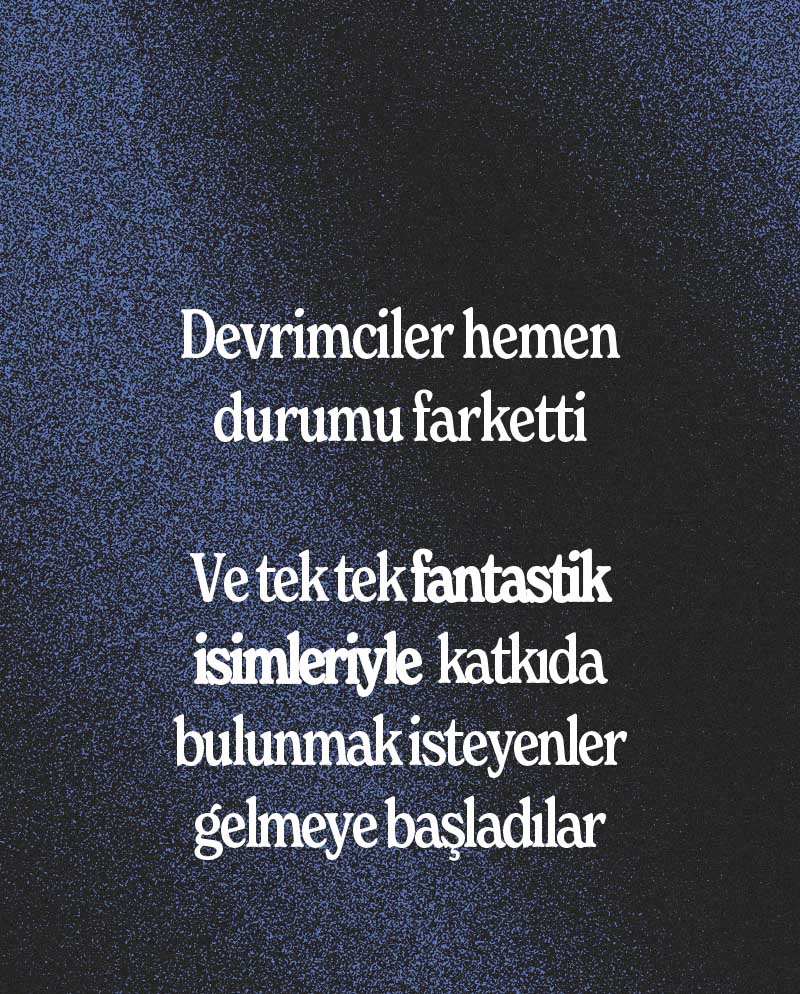 Devrimciler hemen
durumu farketti
Ve tek tek fantastik
isimleriyle katkıda
bulunmak isteyenler
gelmeye başladılar